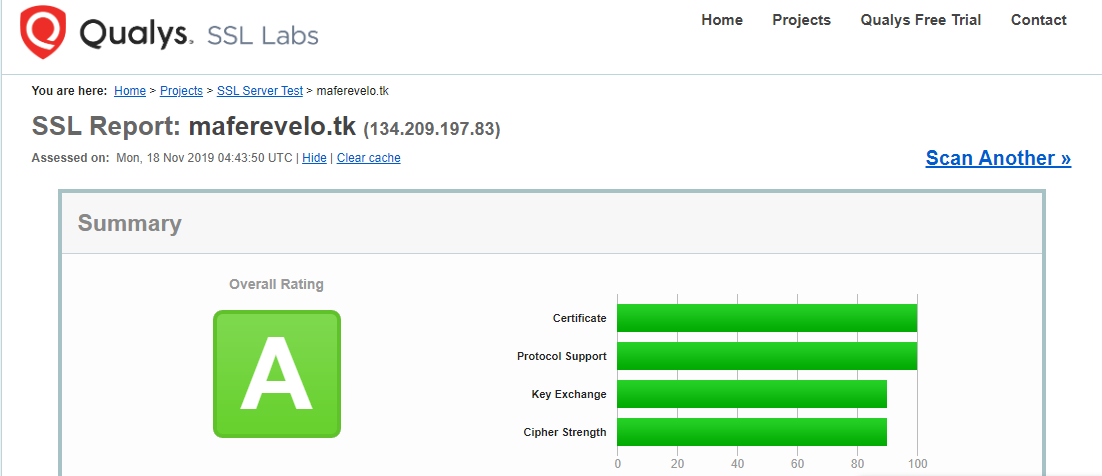 Qualys. SSL Labs
Home Projects Qualys Free Trial Contact
You are here: Home > Projects > SSL Server Test > maferevelo.tk
SSL Report: maferevelo.tk (134.209.197.83)
Assessed on: Mon, 18 Nov 2019 04:43:50 UTC | Hide | Clear cache
Scan Another »
Summary
Overall Rating
A
Certificate
Protocol Support
Key Exchange
Cipher Strength
0 20 40 60 80 100